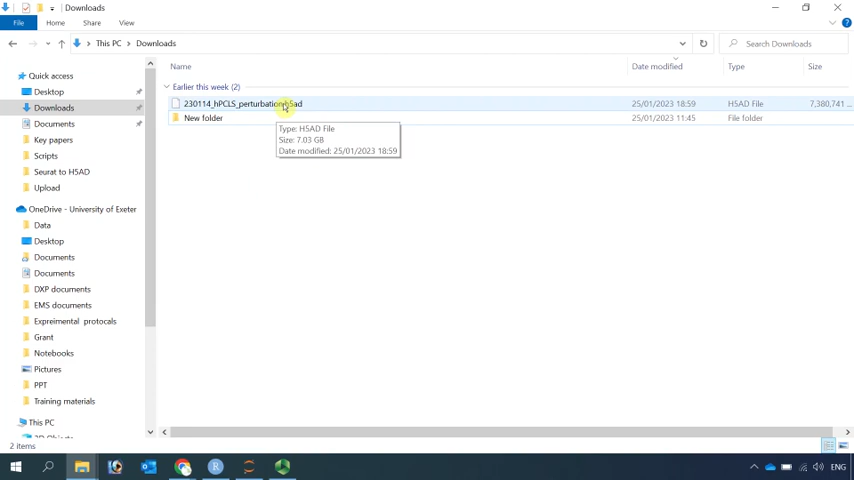 Downloads
File Home Share View
This PC Downloads
Search Downloads
Name Date modified Type Size
Quick access
Desktop
Downloads
Documents
Key papers
Scripts
Seurat to H5AD
Upload
OneDrive - University of Exeter
Data
Desktop
Documents
Documents
DXP documents
EMS documents
Expreimental protocals
Grant
Notebooks
Pictures
PPT
Training materials
This PC
3D Objects
Earlier this week (2)
230114_hPCLS_perturbation.h5ad 25/01/2023 18:59 H5AD File 7,380,741 ...
New folder 25/01/2023 11:45 File folder
Type: H5AD File
Size: 7.03 GB
Date modified: 25/01/2023 18:59
2 items
R
ENG